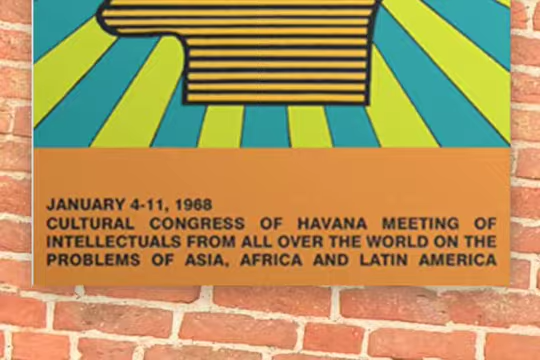 JANUARY 4-11, 1968
CULTURAL CONGRESS OF HAVANA MEETING OF
INTELLECTUALS FROM ALL OVER THE WORLD ON THE
PROBLEMS OF ASIA, AFRICA AND LATIN AMERICA